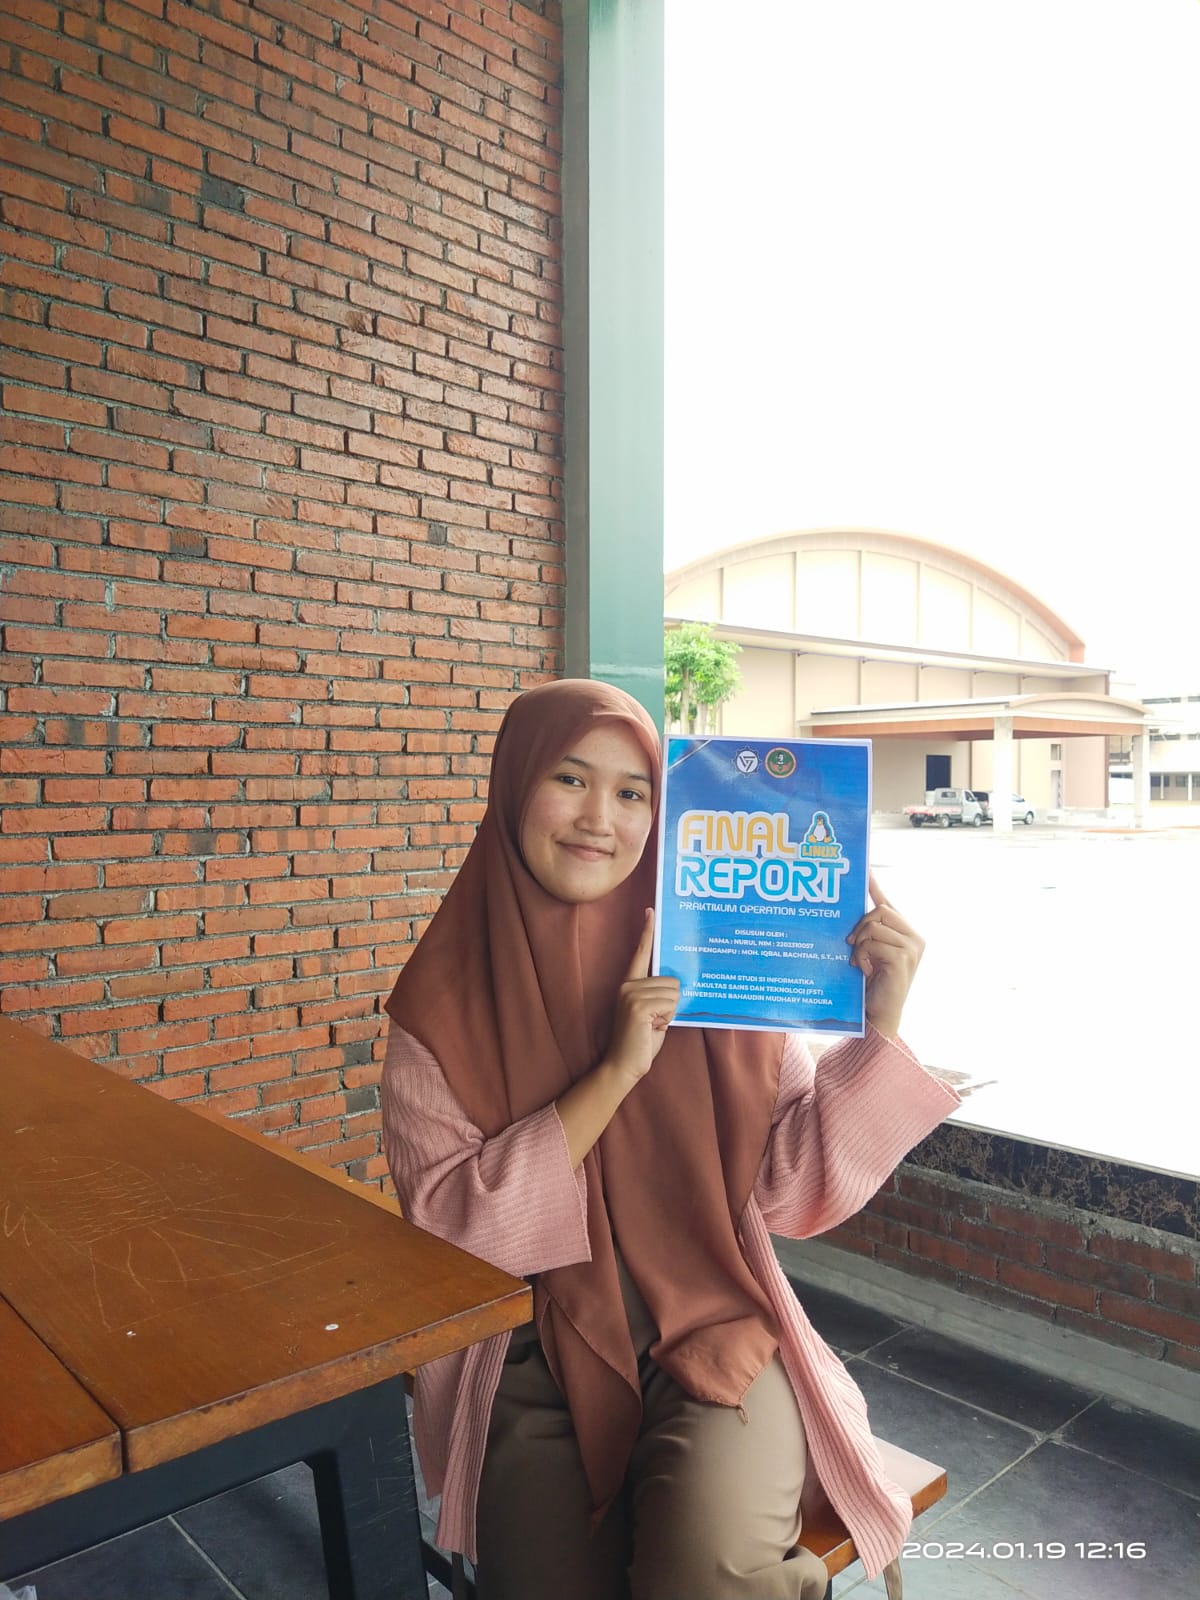 FINAL
LINUX
REPORT
PRAKTIKUM OPERATION SYSTEM
DISUSUN OLEH :
NAMA : NURUL NIM : 2202310057
DOSEN PENGAMPU : MOH. IQBAL BACHTIAR, S.T., M.T.
PROGRAM STUDI S1 INFORMATIKA
FAKULTAS SAINS DAN TEKNOLOGI (FST)
UNIVERSITAS BAHAUDIN MUDHARY MADURA
2024.01.19 12:16